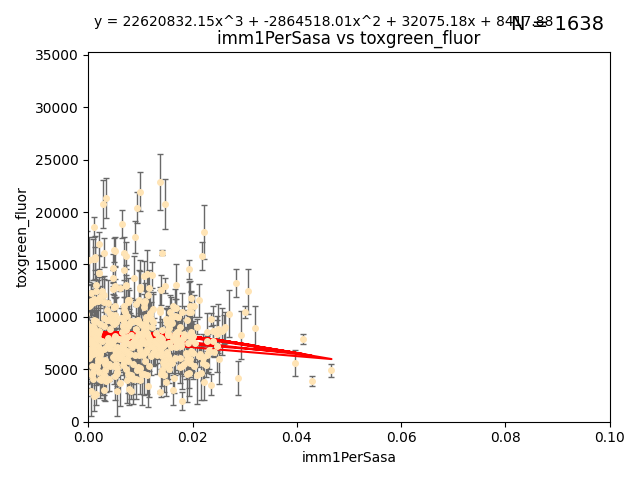 y = 22620832.15x^3 + -2864518.01x^2 + 32075.18x + 8417.88
N = 1638
imm1PerSasa vs toxgreen_fluor
35000
30000
25000
20000
15000
10000
5000
0
toxgreen_fluor
0.00 0.02 0.04 0.06 0.08 0.10
imm1PerSasa